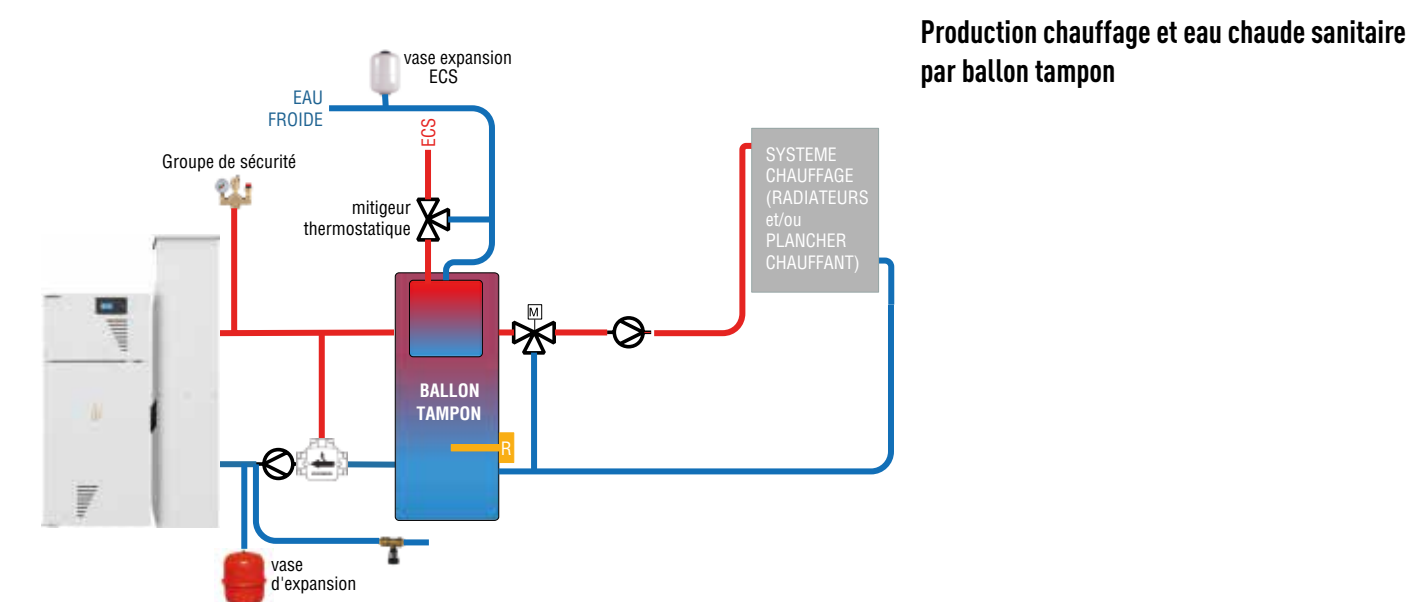 Production chauffage et eau chaude sanitaire
par ballon tampon
vase expansion
ECS
EAU
FROIDE
ECS
Groupe de sécurité
mitigeur
thermostatique
SYSTEME
CHAUFFAGE
(RADIATEURS
et/ou
PLANCHER
CHAUFFANT)
M
BALLON
TAMPON
R
vase
d'expansion